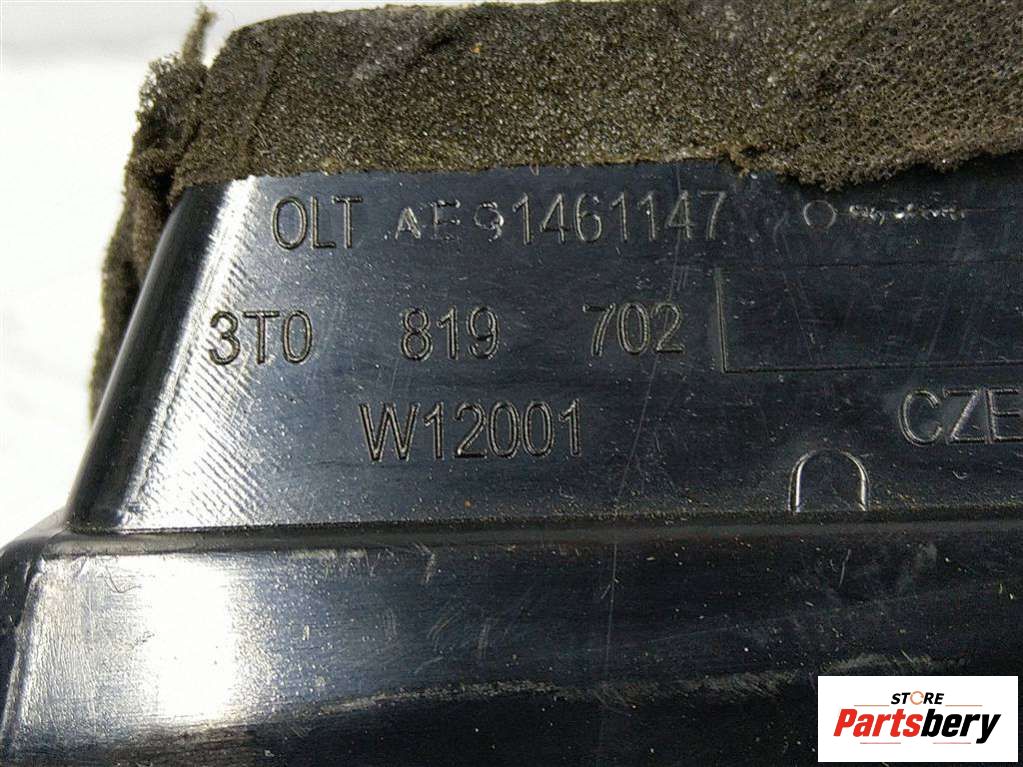 OLT AE91461147
3T0 819 702
W12001
CZE
STORE
Partsbery